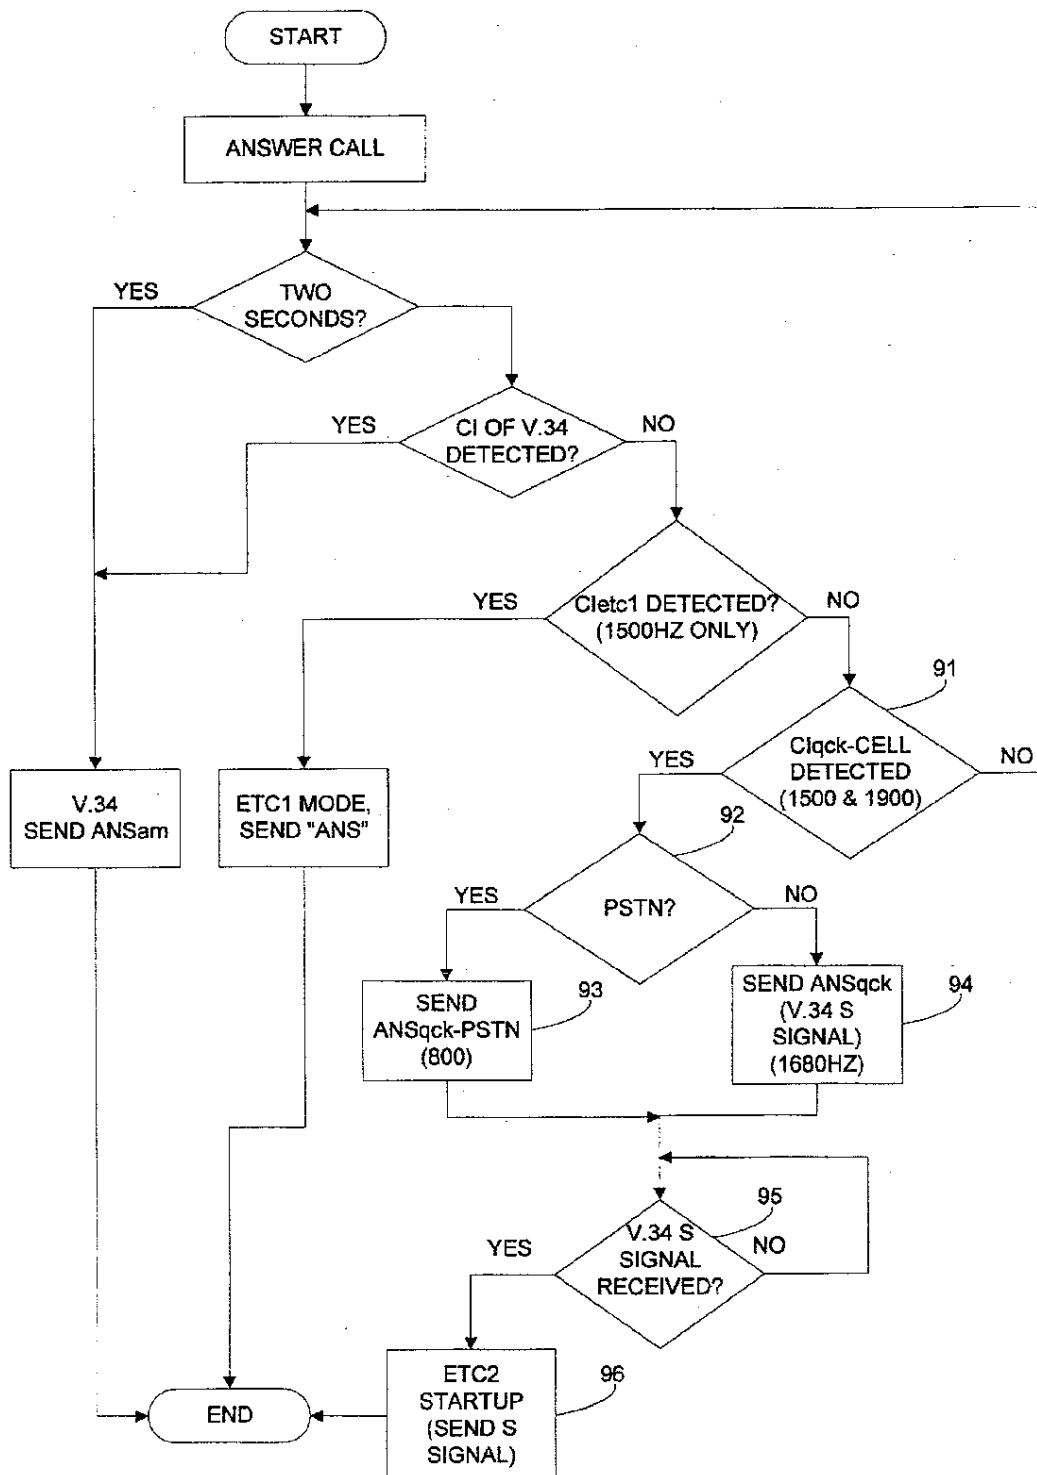 START
ANSWER CALL
YES
TWO
SECONDS?
YES
CI OF V.34
DETECTED?
NO
YES
CIetc1 DETECTED?
(1500HZ ONLY)
NO
91
YES
CIqck-CELL
DETECTED
(1500 & 1900)
NO
V.34
SEND ANSam
ETC1 MODE,
SEND "ANS"
92
YES
PSTN?
NO
SEND
ANSqck-PSTN
(800)
93
SEND ANSqck
(V.34 S
SIGNAL)
(1680HZ)
94
95
YES
V.34 S
SIGNAL
RECEIVED?
NO
ETC2
STARTUP
(SEND S
SIGNAL)
96
END